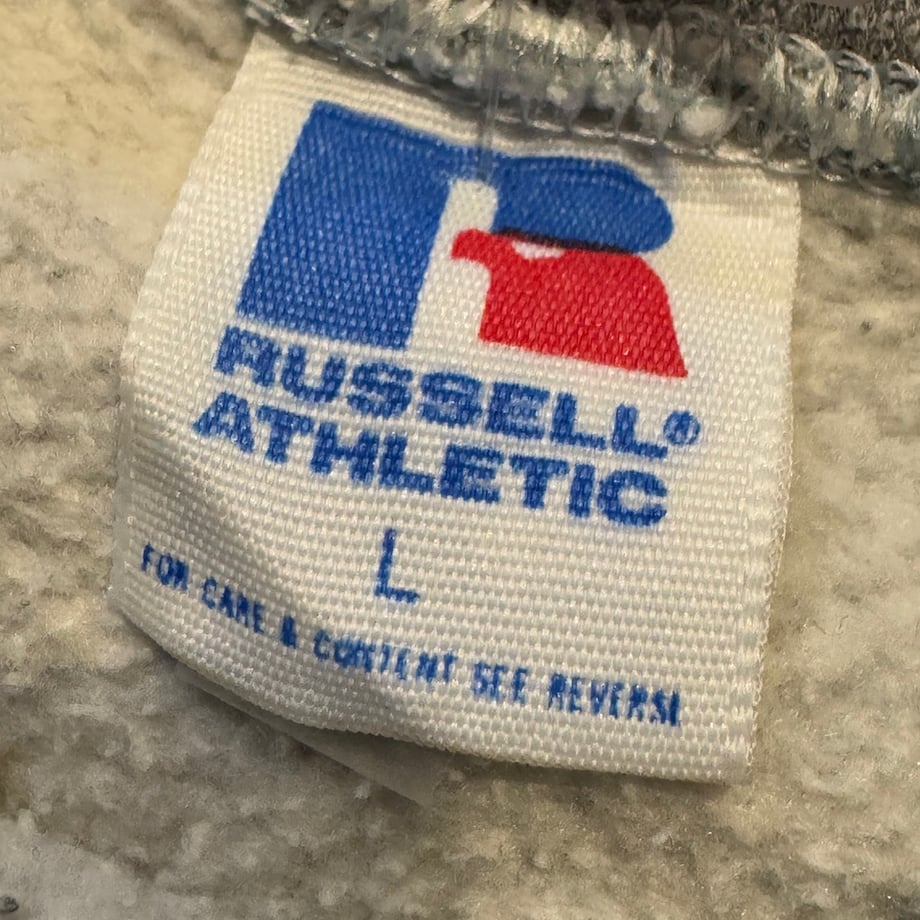 RUSSELL®
ATHLETIC
L
FOR CARE & CONTENT SEE REVERSE